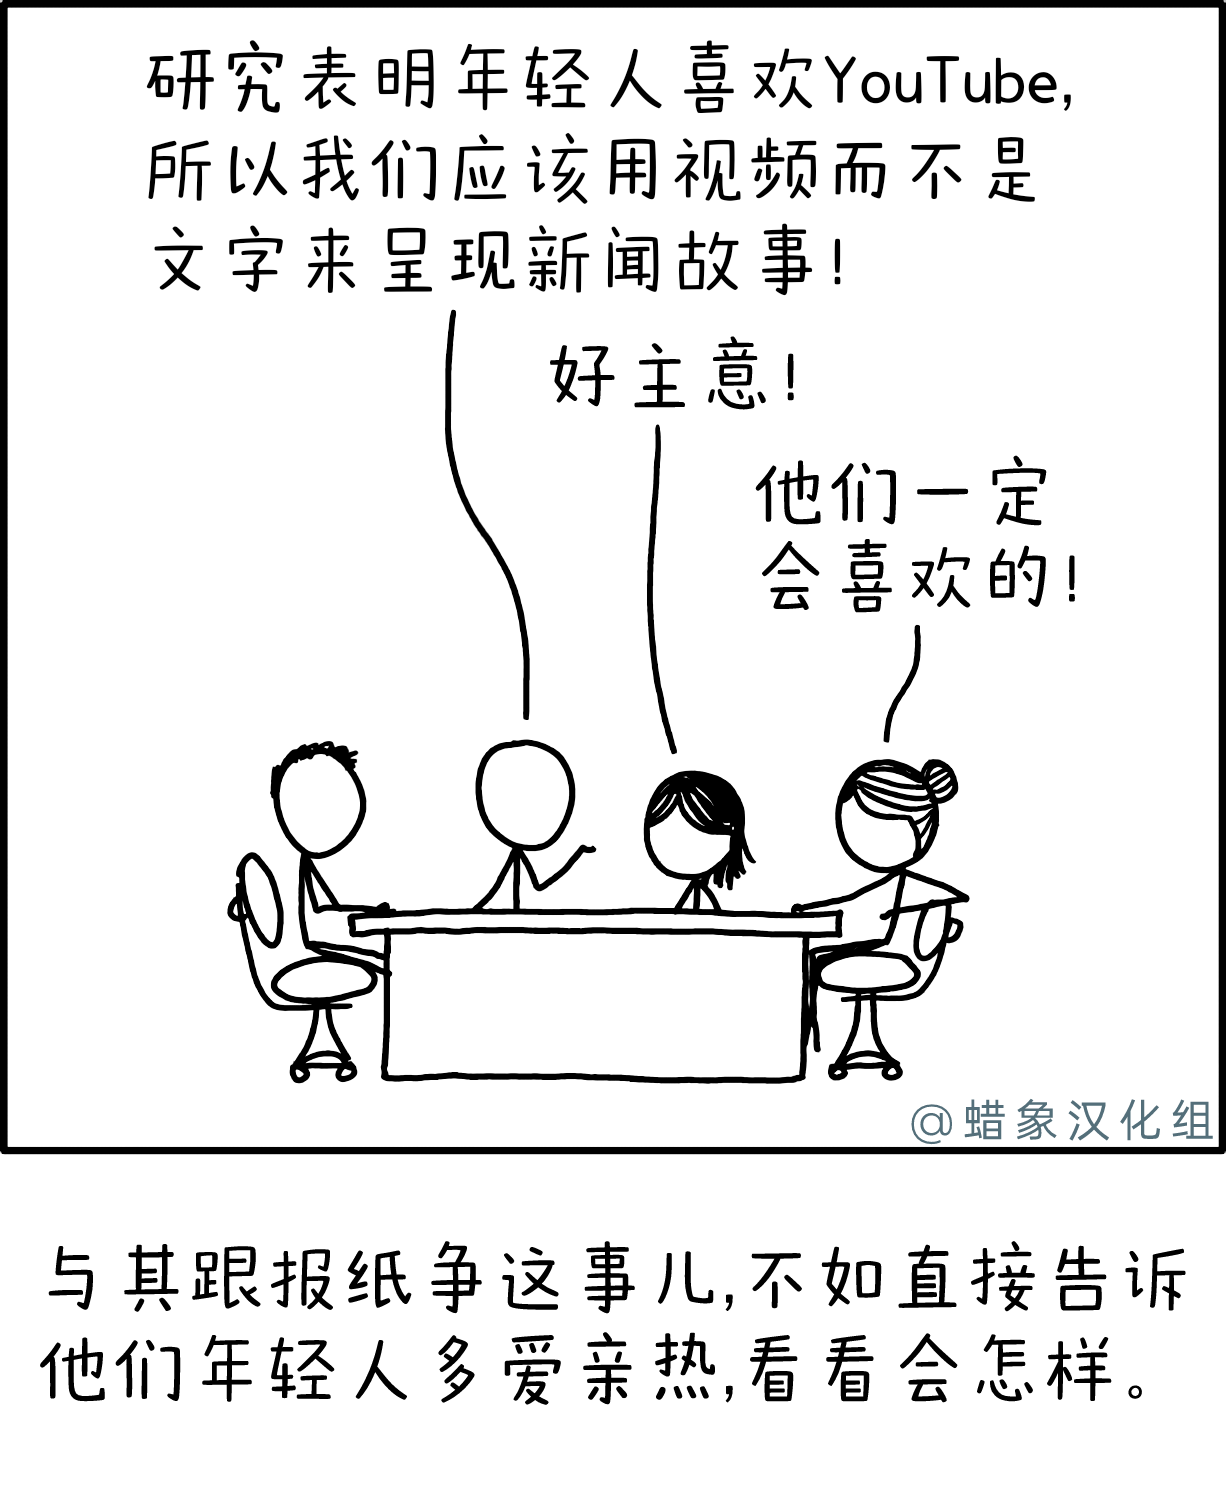 研究表明年轻人喜欢YouTube,
所以我们应该用视频而不是
文字来呈现新闻故事!
好主意!
他们一定
会喜欢的!
@蜡象汉化组
与其跟报纸争这事儿,不如直接告诉
他们年轻人多爱亲热,看看会怎样。